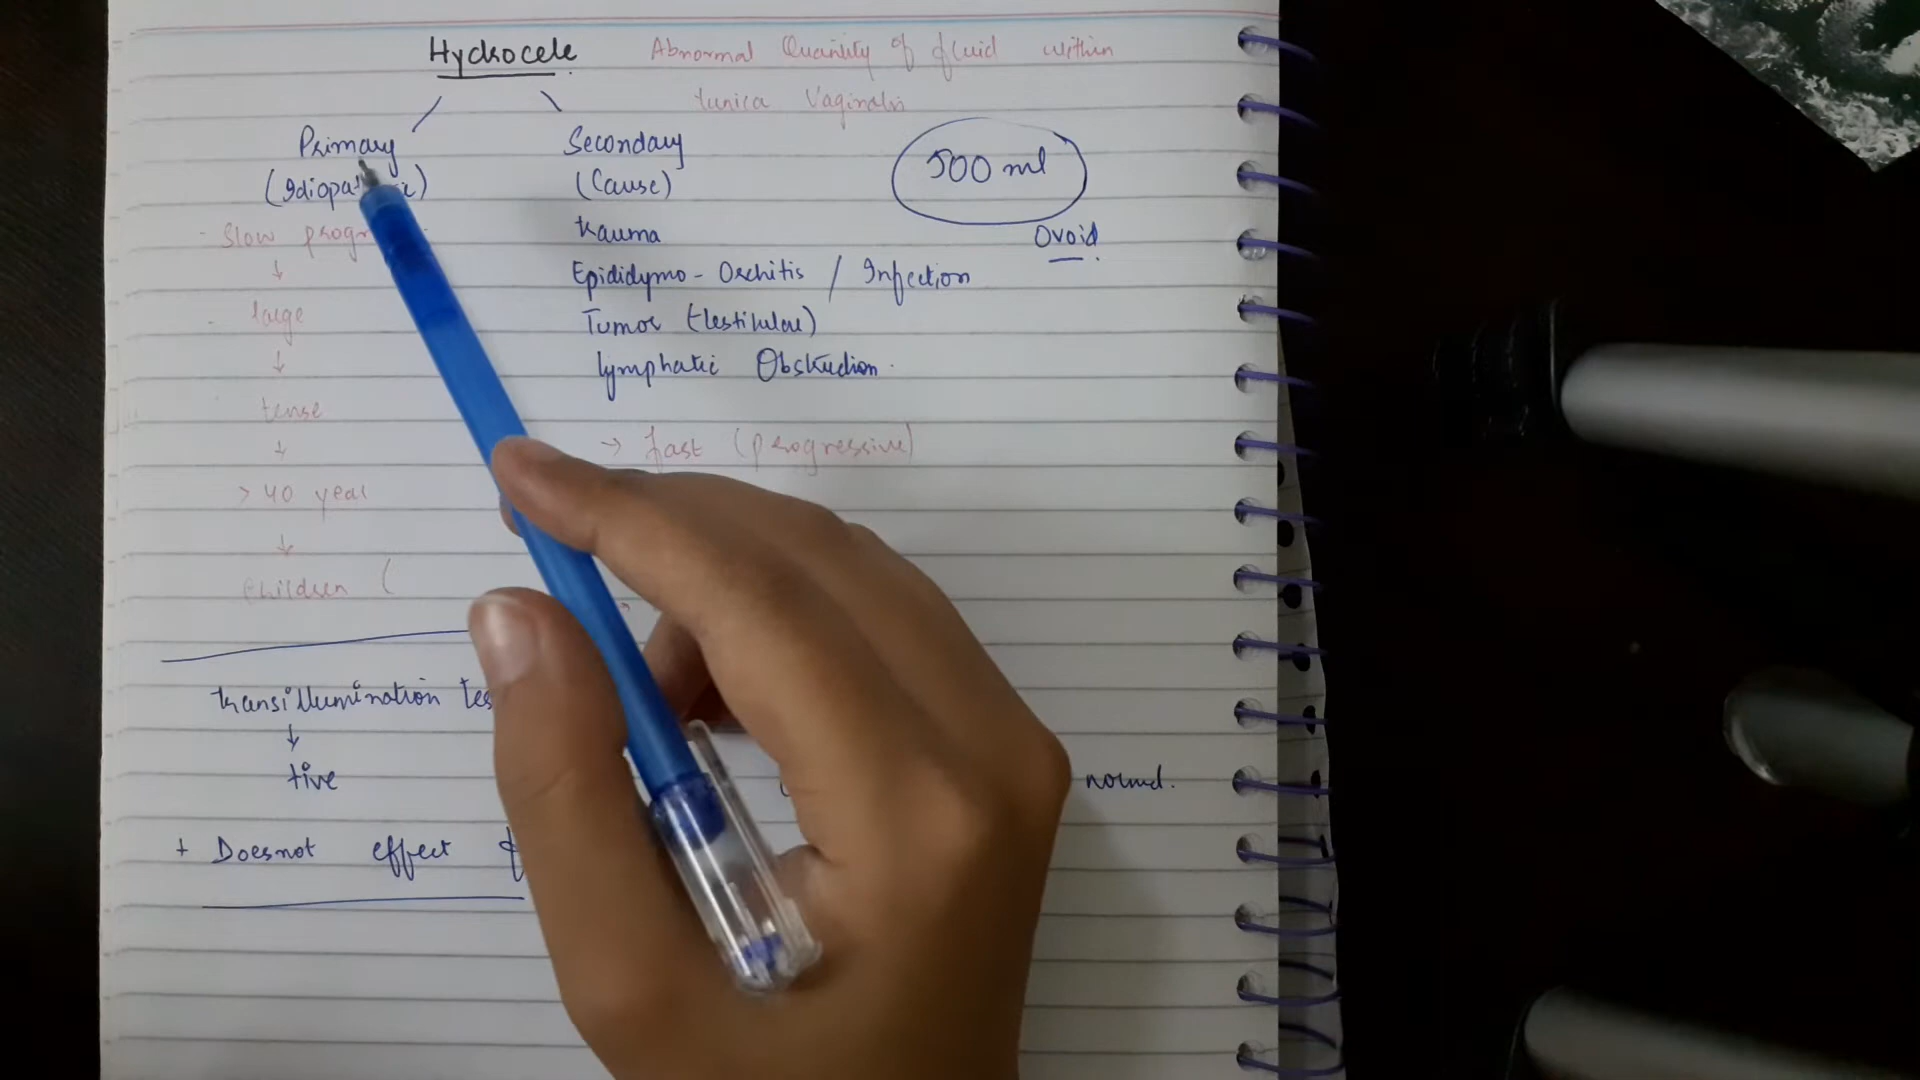 Hydrocele Abnormal Quantity of fluid within
tunica Vaginalis
Primary Secondary
(Cause)
500 ml
Slow
trauma
Ovoid
Epididymo - Orchitis / Infection
large
Tumor (testicular)
lymphatic Obstruction.
tense
→ fast (progressive)
> 40 year
Children (
transillumination
+ive
normal.
+ Doesnot effect